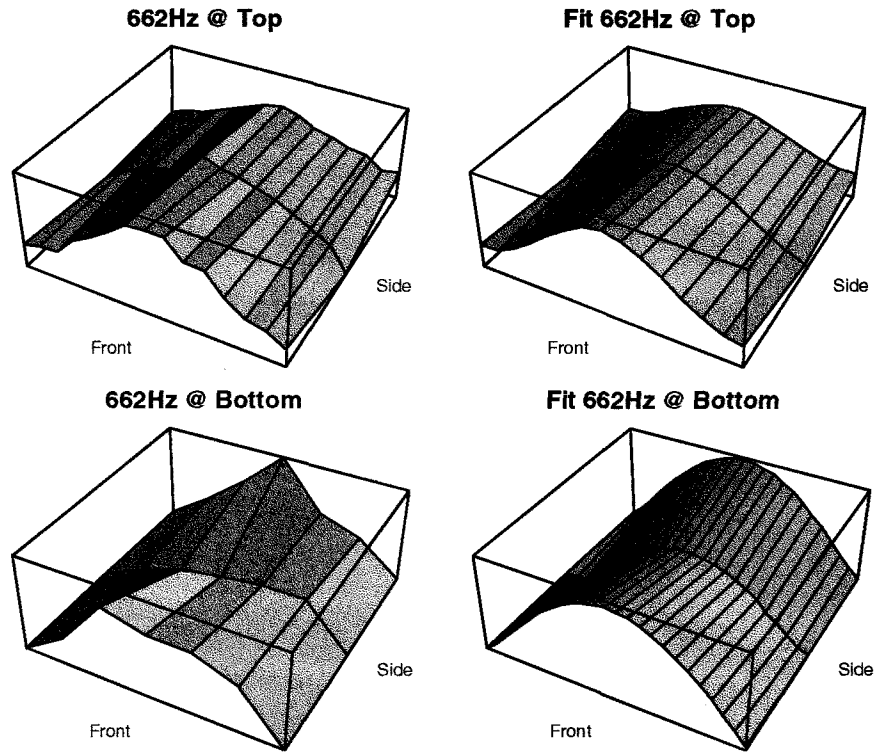 662Hz @ Top
Fit 662Hz @ Top
Side
Side
Front
Front
662Hz @ Bottom
Fit 662Hz @ Bottom
Side
Side
Front
Front